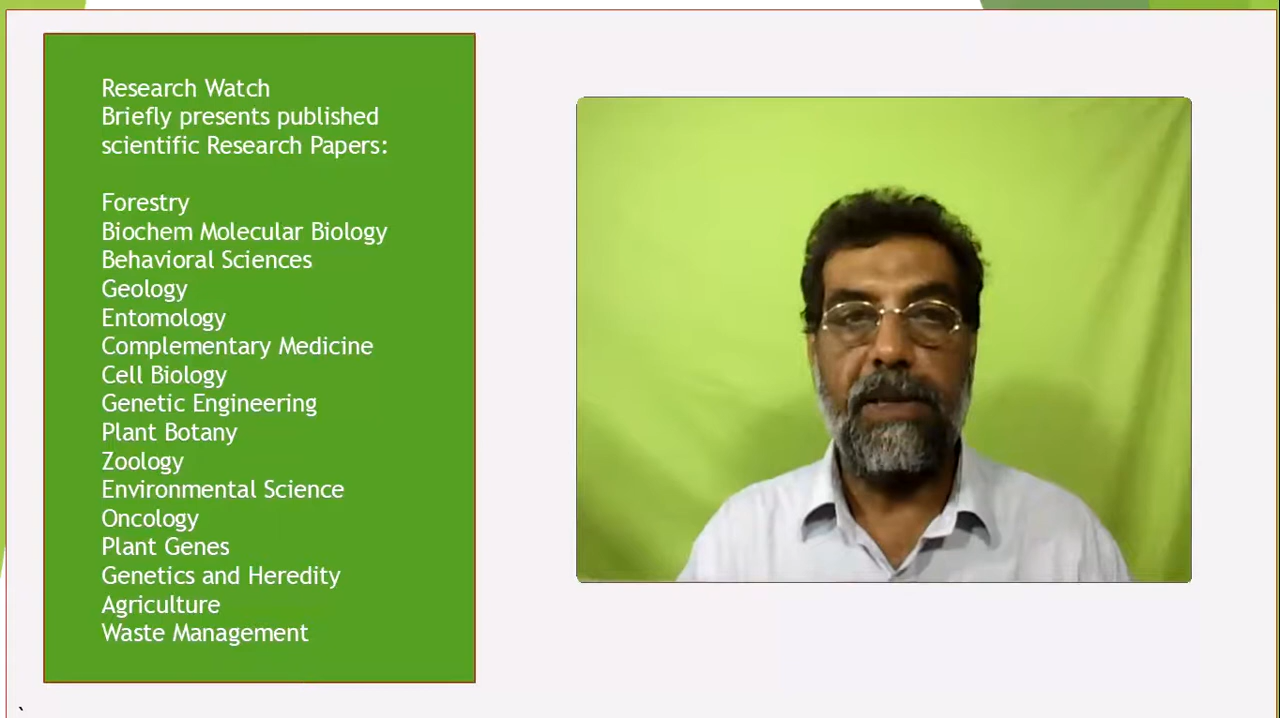 Research Watch
Briefly presents published
scientific Research Papers:
Forestry
Biochem Molecular Biology
Behavioral Sciences
Geology
Entomology
Complementary Medicine
Cell Biology
Genetic Engineering
Plant Botany
Zoology
Environmental Science
Oncology
Plant Genes
Genetics and Heredity
Agriculture
Waste Management
`